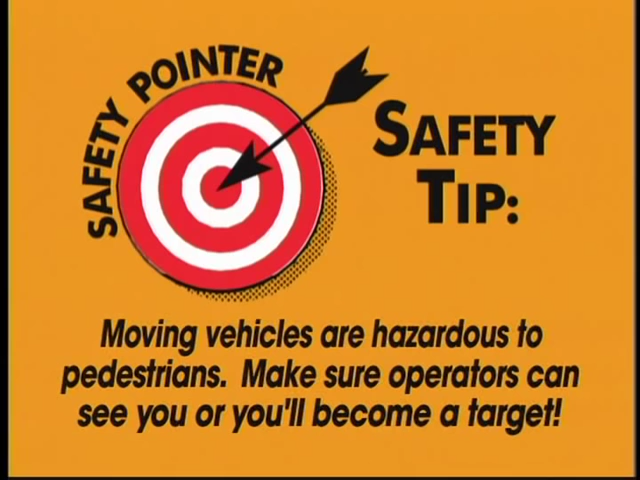 SAFETY POINTER
SAFETY
TIP:
Moving vehicles are hazardous to
pedestrians. Make sure operators can
see you or you'll become a target!